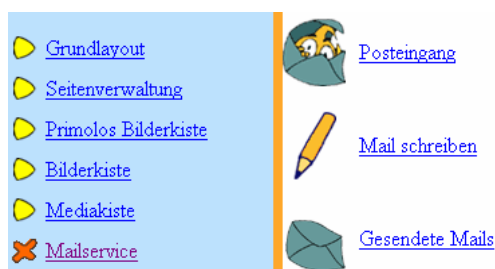 Grundlayout
Seitenverwaltung
Primolos Bilderkiste
Bilderkiste
Mediakiste
Mailservice
Posteingang
Mail schreiben
Gesendete Mails